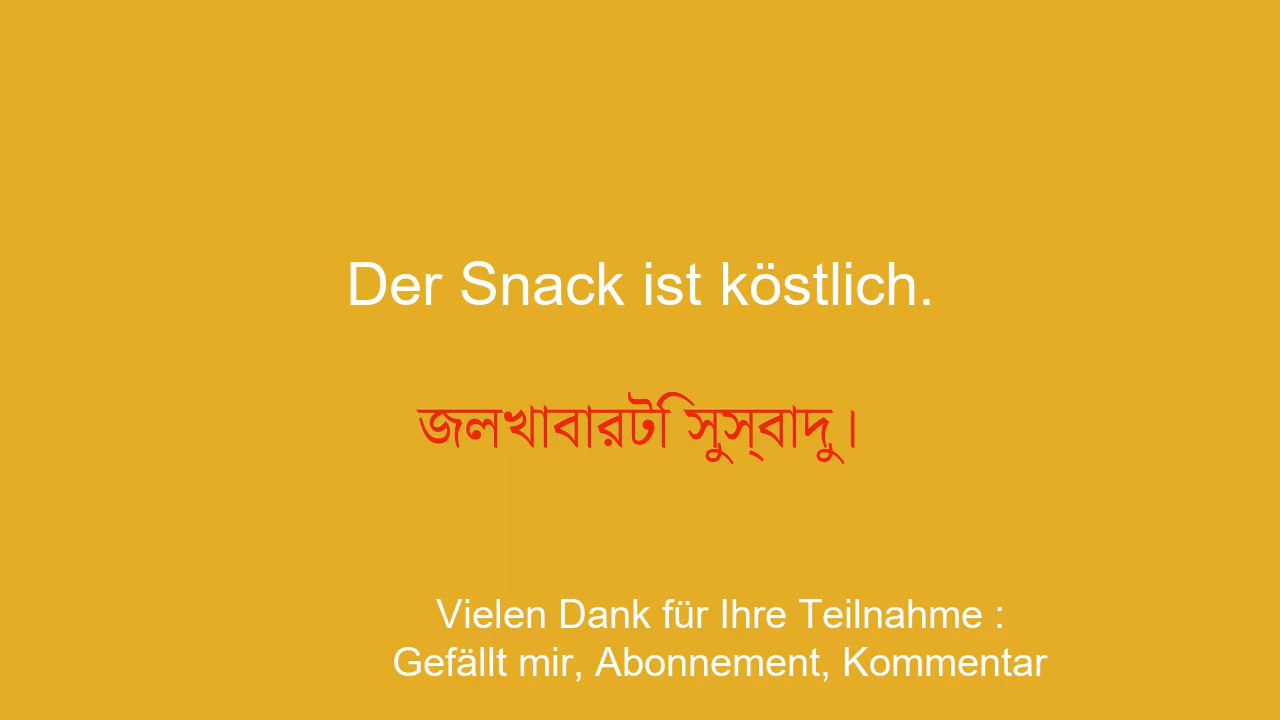 Der Snack ist köstlich.
জলখাবারটি সুস্বাদু।
Vielen Dank für Ihre Teilnahme :
Gefällt mir, Abonnement, Kommentar